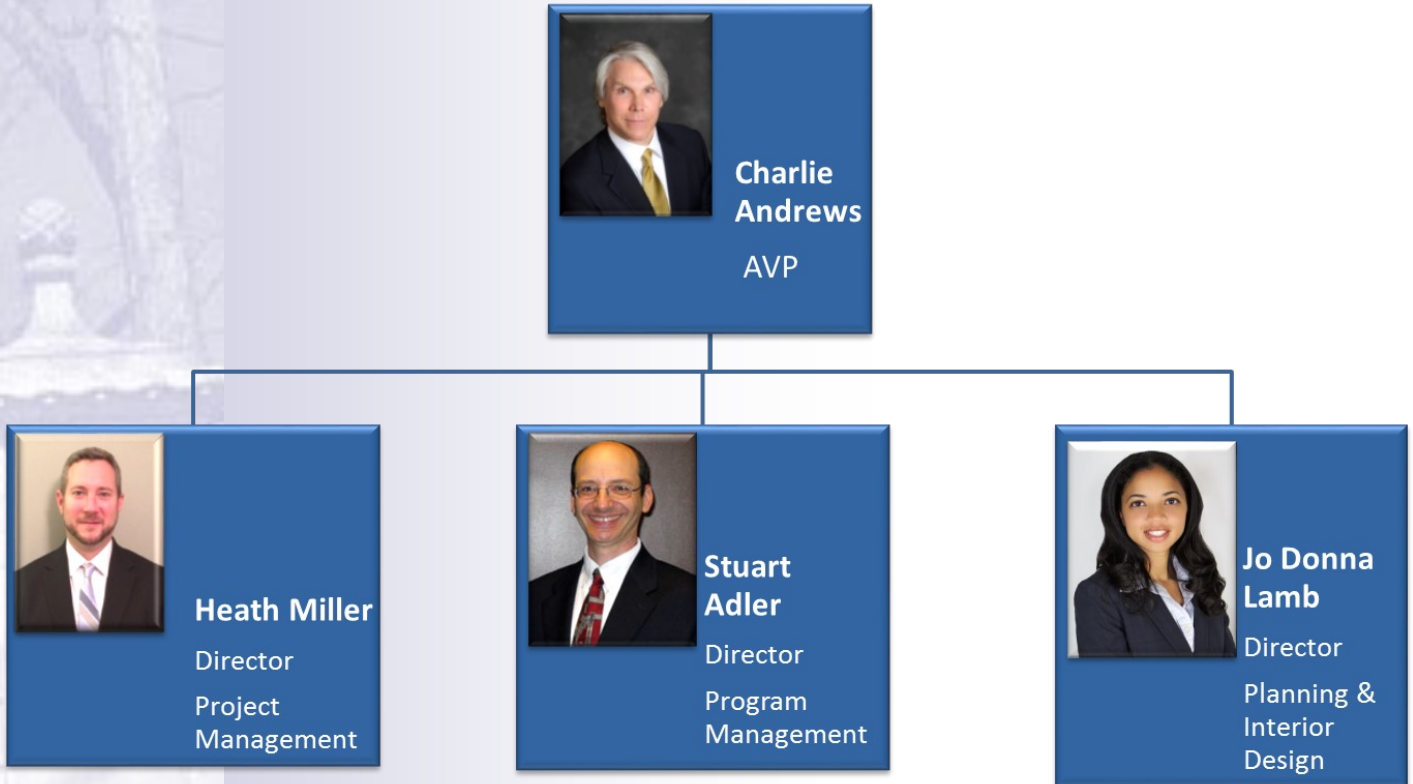 Charlie
Andrews
AVP
Heath Miller
Director
Project
Management
Stuart
Adler
Director
Program
Management
Jo Donna
Lamb
Director
Planning &
Interior
Design